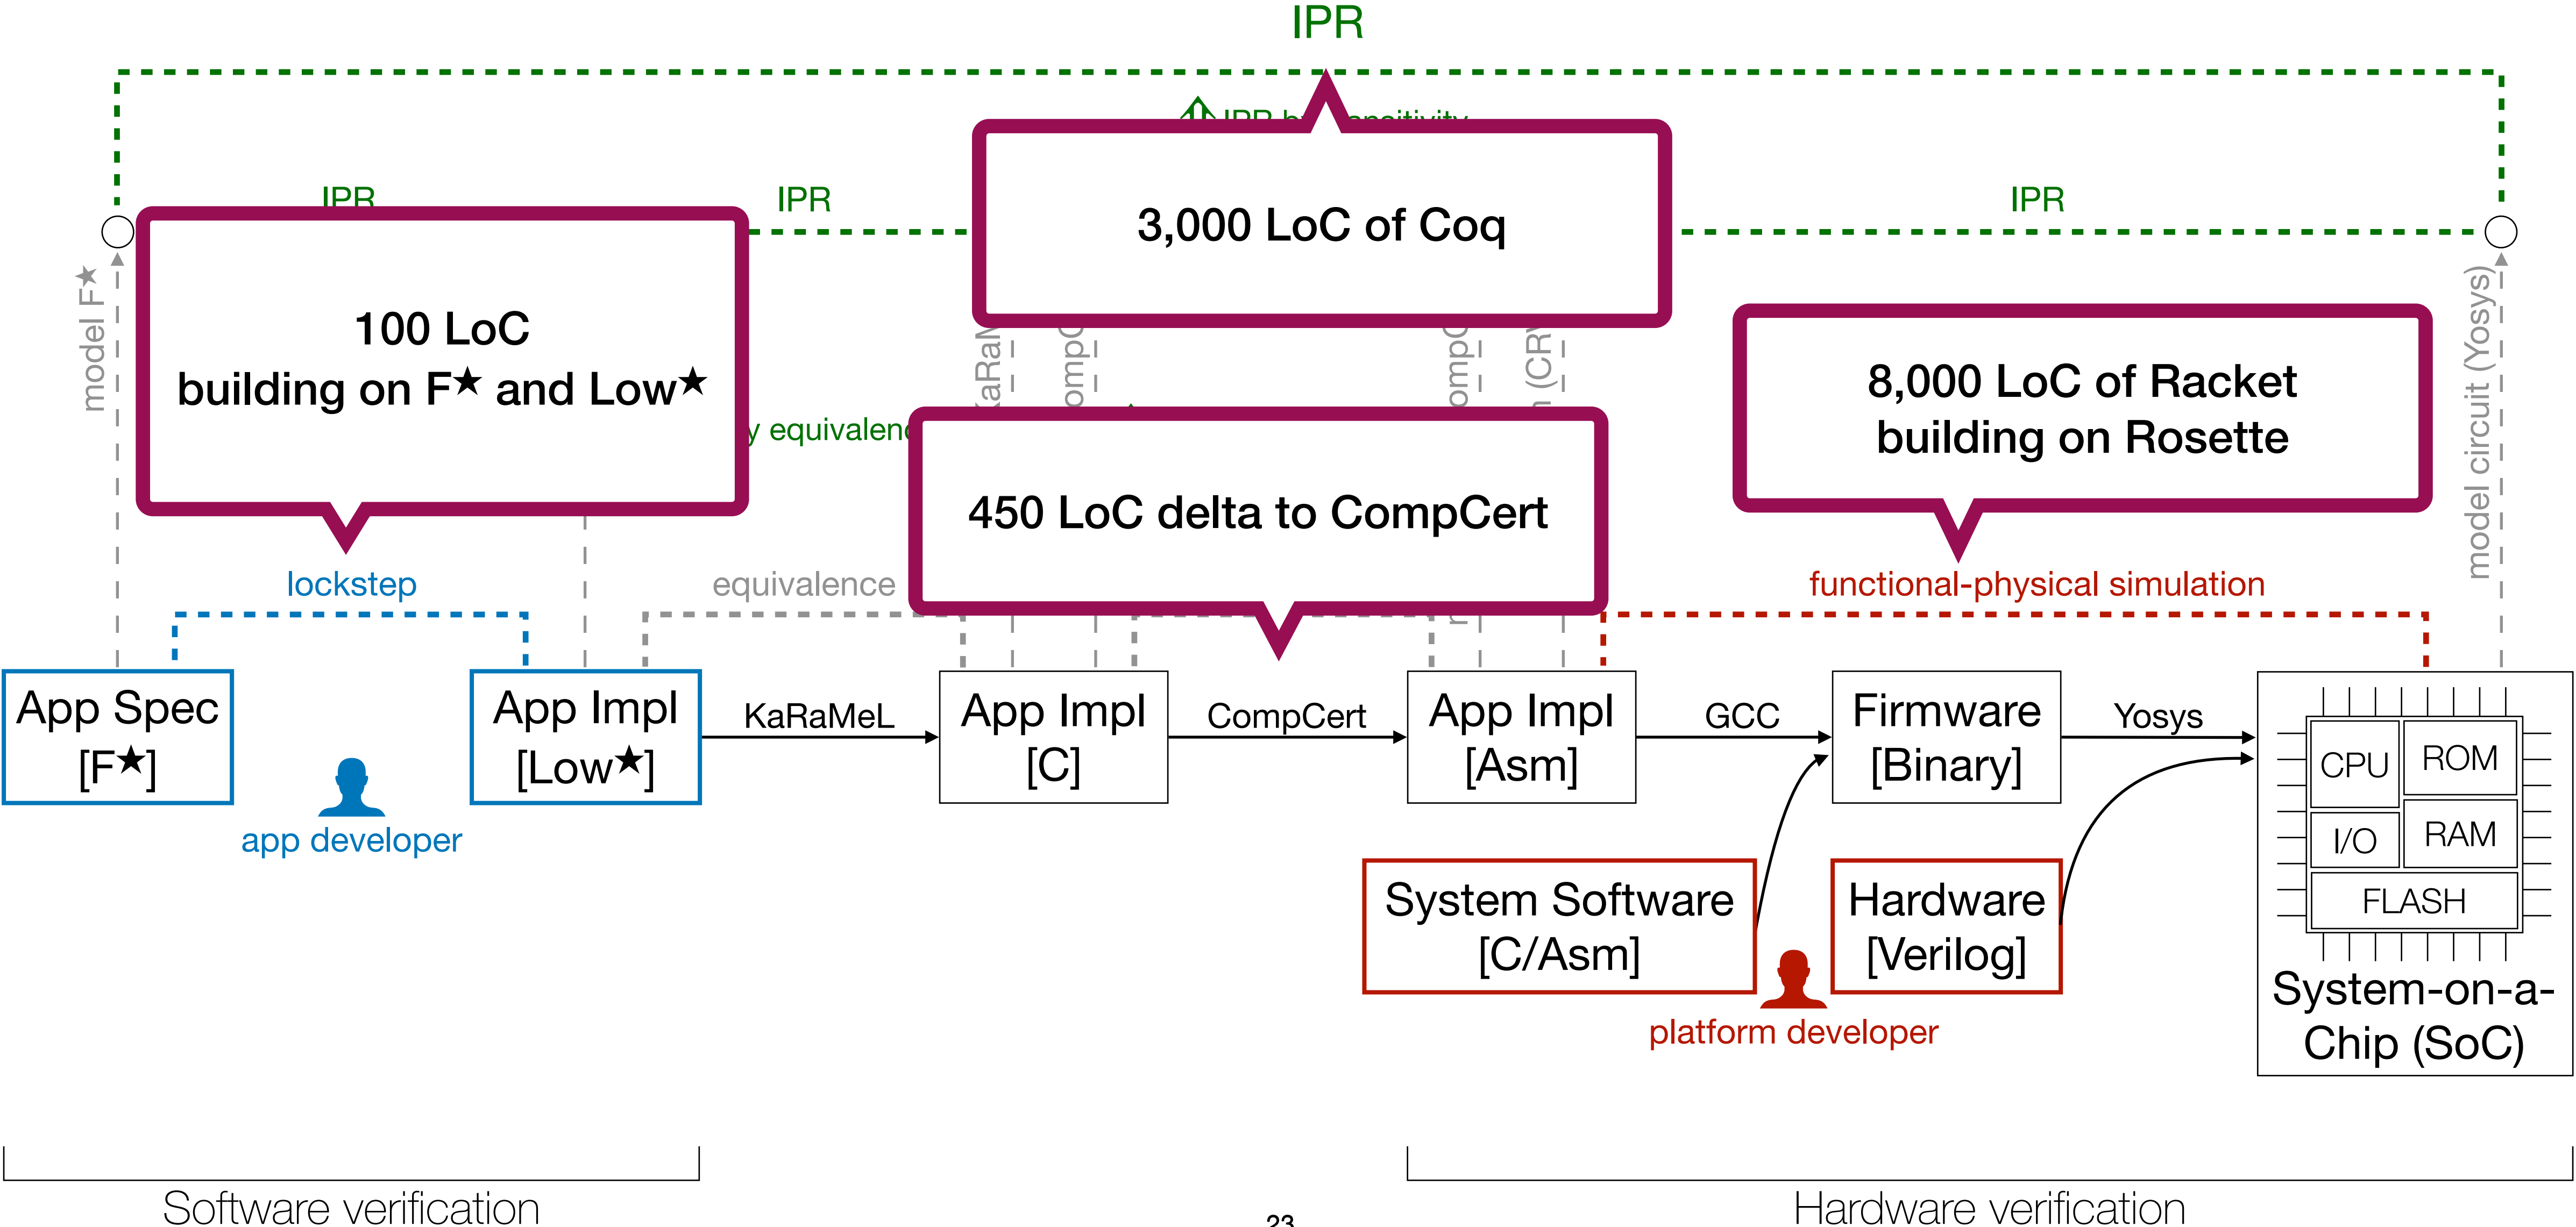 IPR
IPR
IPR
IPR
3,000 LoC of Coq
100 LoC
building on F★ and Low★
8,000 LoC of Racket
building on Rosette
model F★
model circuit (Yosys)
equivalenc
450 LoC delta to CompCert
lockstep
equivalence
functional-physical simulation
App Spec
[F★]
App Impl
[Low★]
KaRaMeL
App Impl
[C]
CompCert
App Impl
[Asm]
GCC
Firmware
[Binary]
Yosys
CPU
ROM
I/O
RAM
FLASH
System-on-a-
Chip (SoC)
app developer
System Software
[C/Asm]
Hardware
[Verilog]
platform developer
Software verification
Hardware verification
23